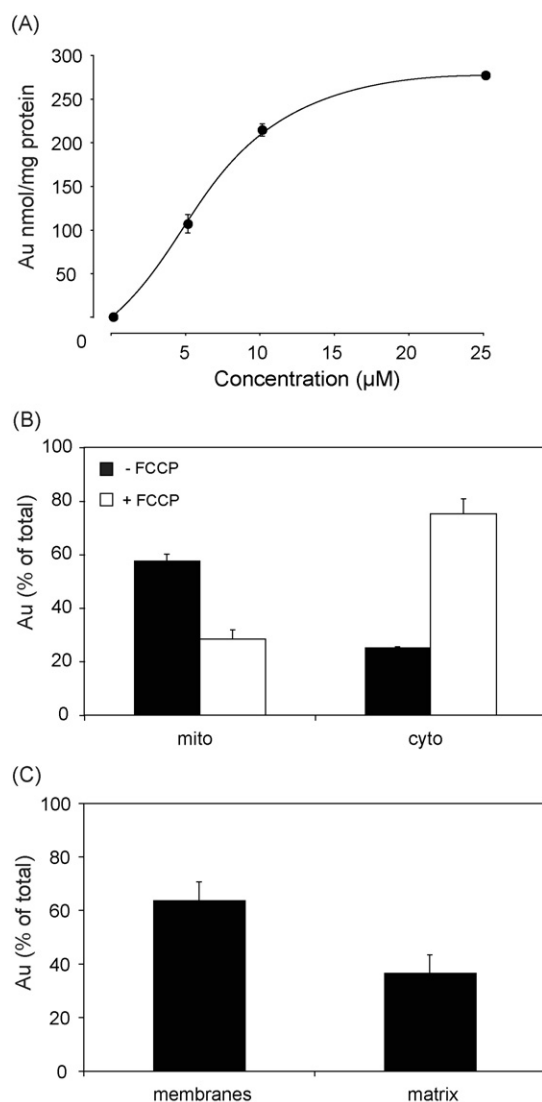 (A)
Au nmol/mg protein
300
250
200
150
100
50
0
5
10
15
20
25
Concentration (µM)
(B)
Au (% of total)
100
80
60
40
20
0
- FCCP
+ FCCP
mito
cyto
(C)
Au (% of total)
100
80
60
40
20
0
membranes
matrix